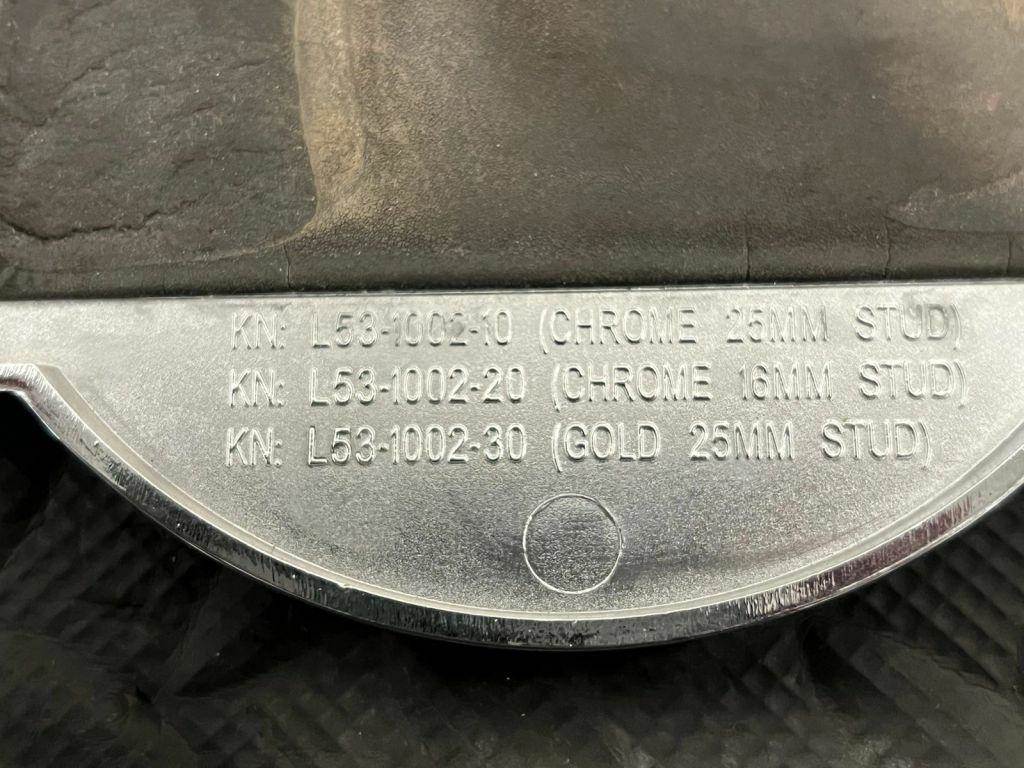 KN: L53-1002-10 (CHROME 25MM STUD)
KN: L53-1002-20 (CHROME 16MM STUD)
KN: L53-1002-30 (GOLD 25MM STUD)